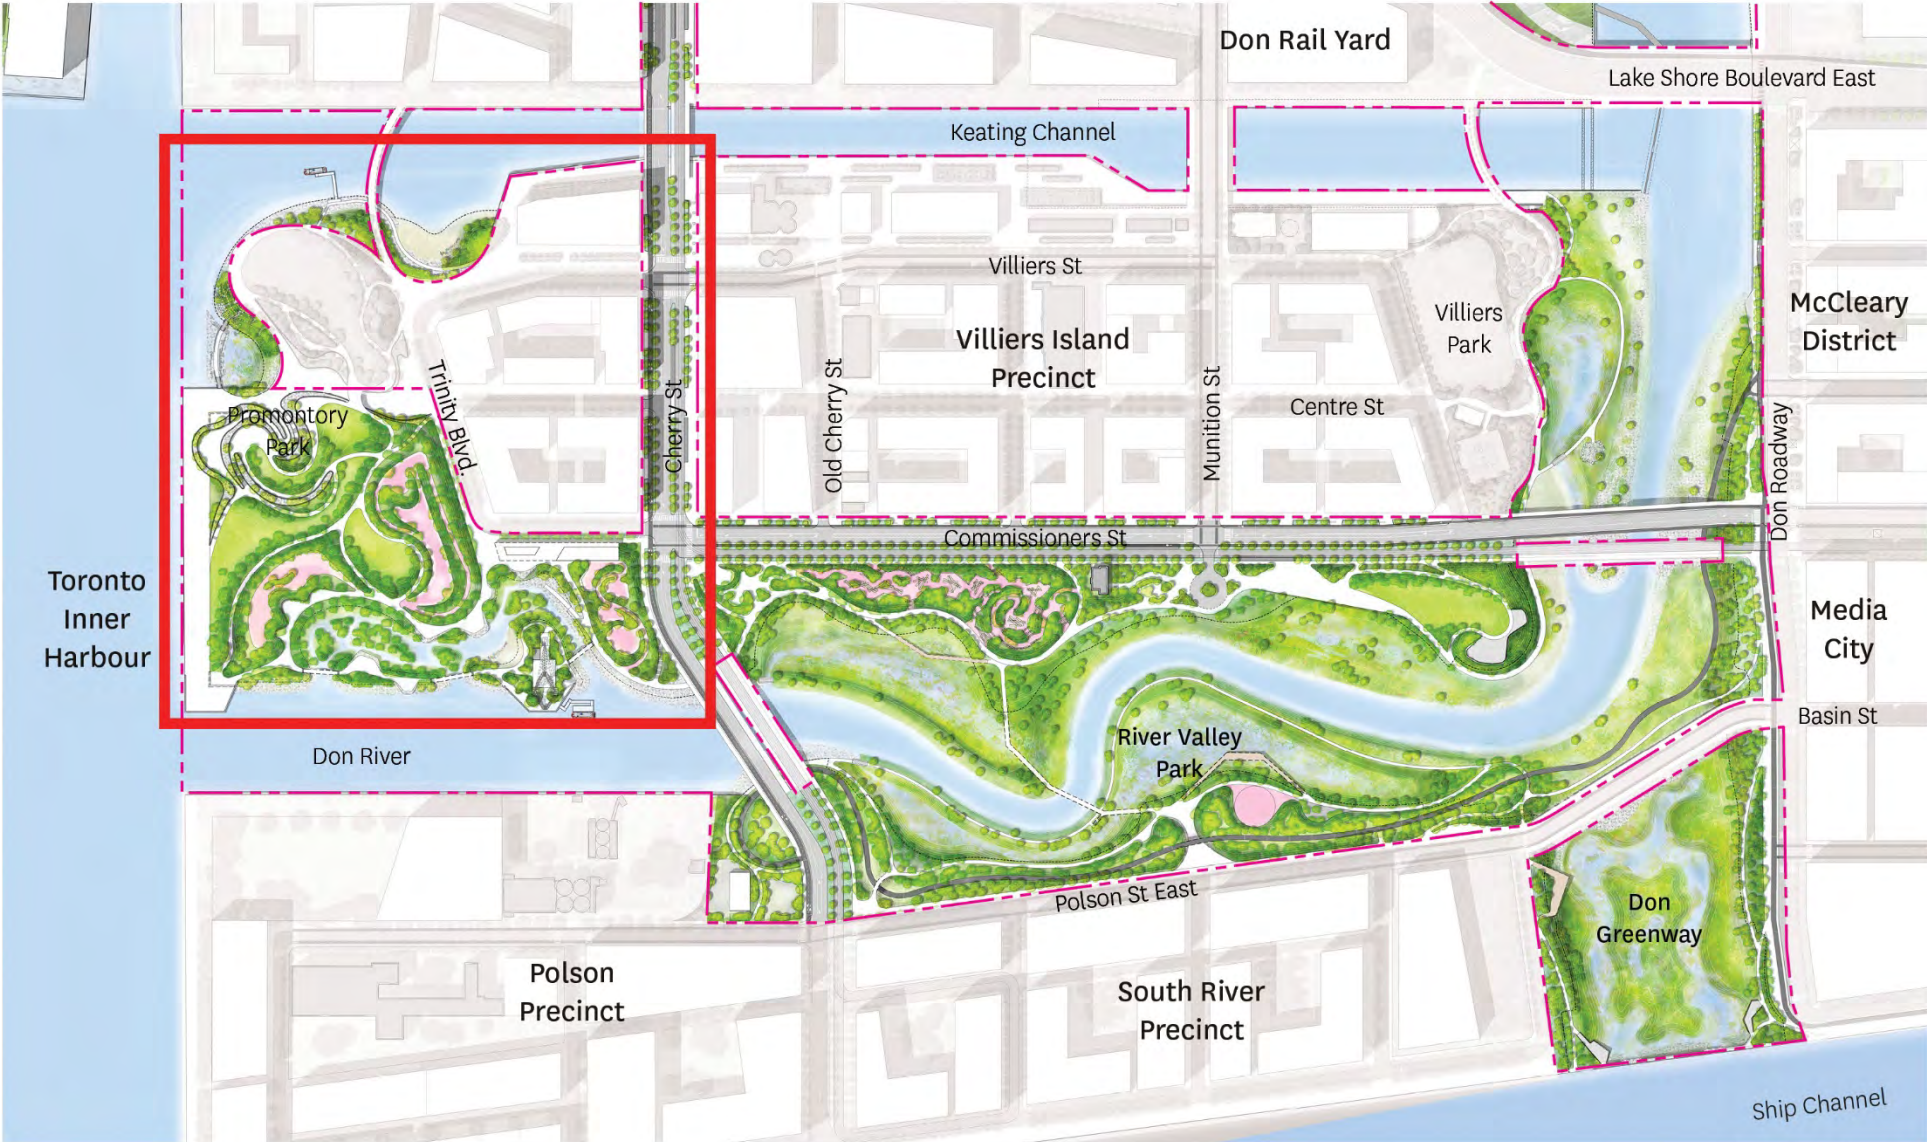 Don Rail Yard
Lake Shore Boulevard East
Keating Channel
Villiers St
Villiers Island
Precinct
Villiers
Park
McCleary
District
Trinity Blvd.
Cherry St
Old Cherry St
Munition St
Centre St
Don Roadway
Promontory
Park
Commissioners St
Toronto
Inner
Harbour
Media
City
Basin St
River Valley
Park
Don River
Polson St East
Don
Greenway
Polson
Precinct
South River
Precinct
Ship Channel